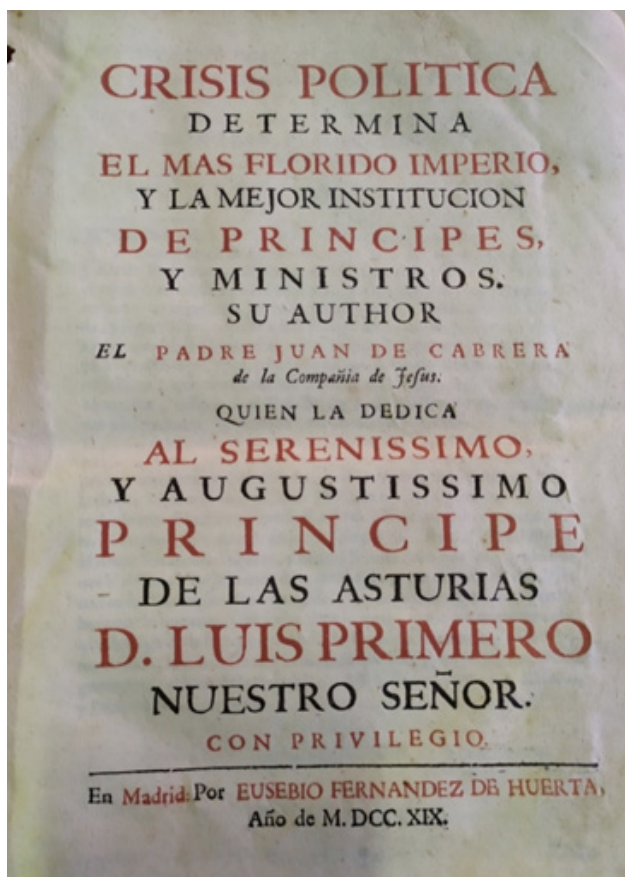 CRISIS POLITICA
DETERMINA
EL MAS FLORIDO IMPERIO,
Y LA MEJOR INSTITUCION
DE PRINCIPES,
Y MINISTROS.
SU AUTHOR
EL PADRE JUAN DE CABRERA
de la Compañia de Jesus.
QUIEN LA DEDICA
AL SERENISSIMO,
Y AUGUSTISSIMO
PRINCIPE
DE LAS ASTURIAS
D. LUIS PRIMERO
NUESTRO SEÑOR.
CON PRIVILEGIO.
En Madrid: Por EUSEBIO FERNANDEZ DE HUERTA,
Año de M. DCC. XIX.